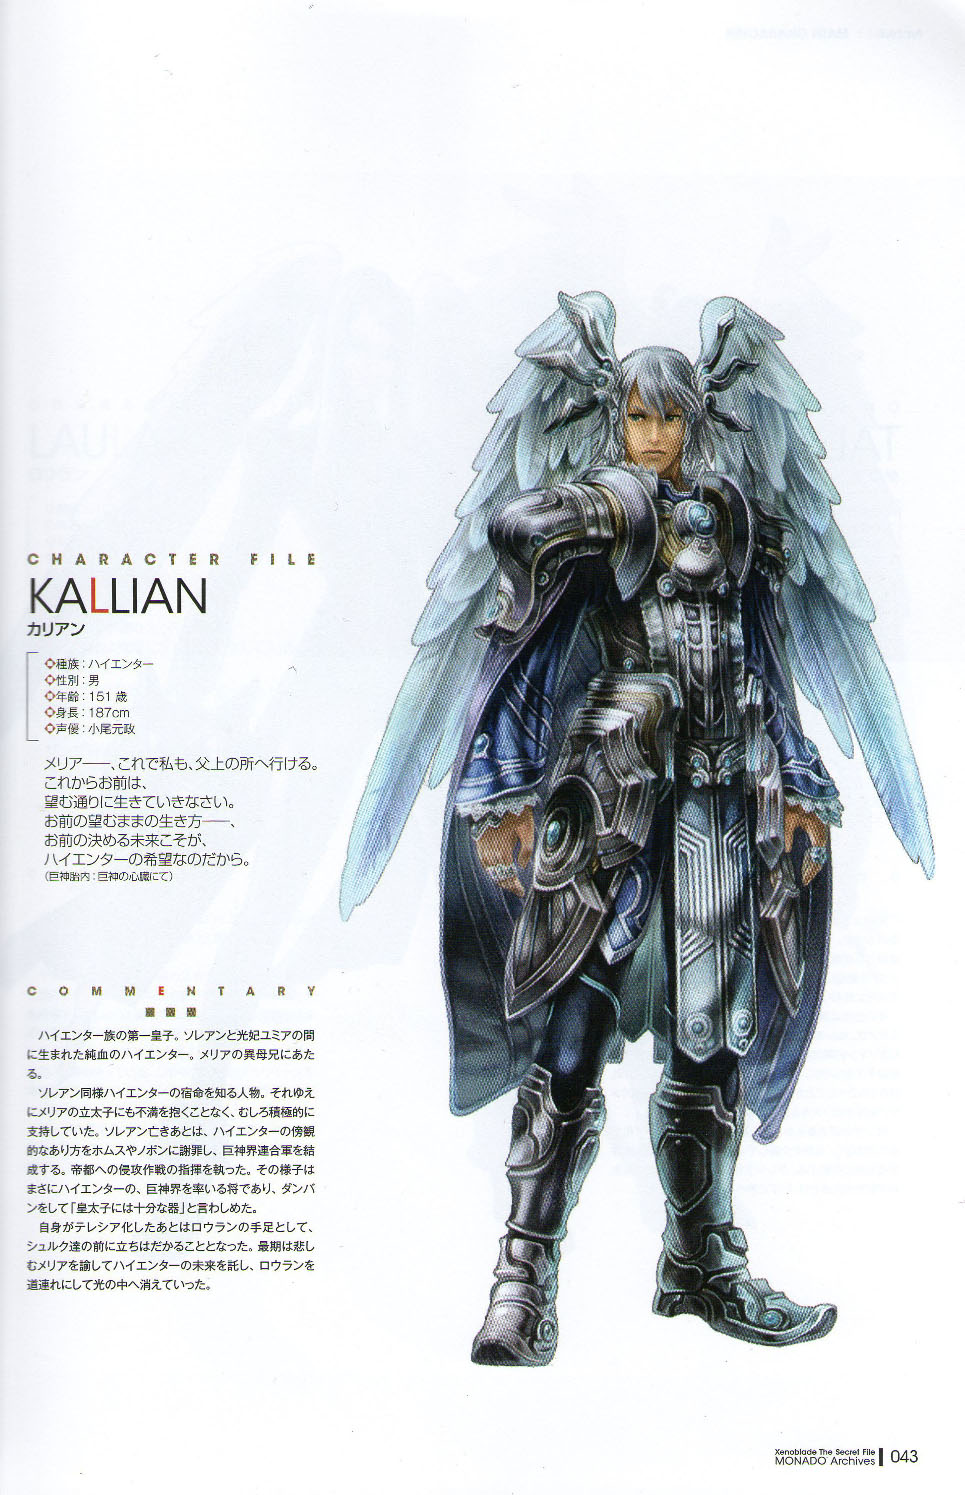 CHARACTER FILE
KALLIAN
カリアン
種族：ハイエンター
性別：男
年齢：151 歳
身長：187cm
声優：小尾元政
メリア――、これで私も、父上の所へ行ける。
これからお前は、
望む通りに生きていきなさい。
お前の望むままの生き方――、
お前の決める未来こそが、
ハイエンターの希望なのだから。
（巨神胎内：巨神の心臓にて）
COMMENTARY
ハイエンター族の第一皇子。ソレアンと光妃ユミアの間
に生まれた純血のハイエンター。メリアの異母兄にあた
る。
ソレアン同様ハイエンターの宿命を知る人物。それゆえ
にメリアの立太子にも不満を抱くことなく、むしろ積極的に
支持していた。ソレアン亡きあとは、ハイエンターの傍観
的なあり方をホムスやノポンに謝罪し、巨神界連合軍を結
成する。帝都への侵攻作戦の指揮を執った。その様子は
まさにハイエンターの、巨神界を率いる将であり、ダンバ
ンをして「皇太子には十分な器」と言わしめた。
自身がテレシア化したあとはロウランの手足として、
シュルク達の前に立ちはだかることとなった。最期は悲し
むメリアを諭してハイエンターの未来を託し、ロウランを
道連れにして光の中へ消えていった。
Xenoblade The Secret File
MONADO Archives
043